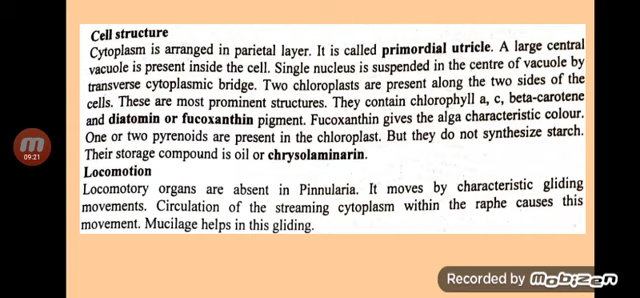 Cell structure
Cytoplasm is arranged in parietal layer. It is called primordial utricle. A large central
vacuole is present inside the cell. Single nucleus is suspended in the centre of vacuole by
transverse cytoplasmic bridge. Two chloroplasts are present along the two sides of the
cells. These are most prominent structures. They contain chlorophyll a, c, beta-carotene
and diatomin or fucoxanthin pigment. Fucoxanthin gives the alga characteristic colour.
One or two pyrenoids are present in the chloroplast. But they do not synthesize starch.
Their storage compound is oil or chrysolaminarin.
Locomotion
Locomotory organs are absent in Pinnularia. It moves by characteristic gliding
movements. Circulation of the streaming cytoplasm within the raphe causes this
movement. Mucilage helps in this gliding.
09:21
Recorded by mobizen